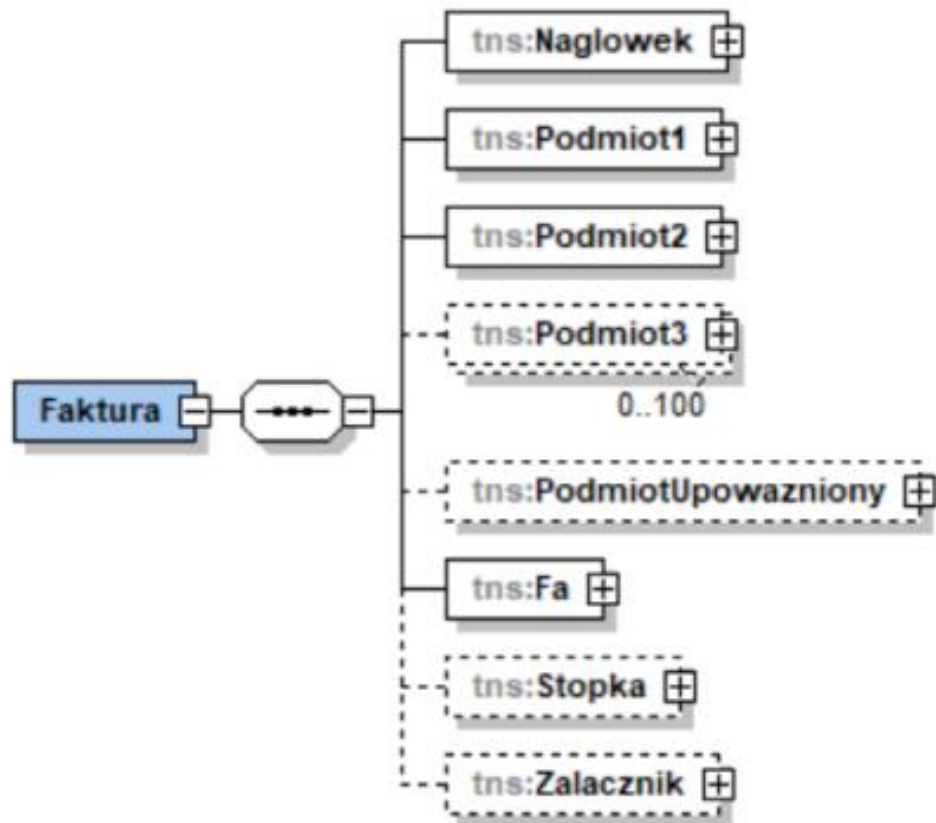 tns:Naglowek
tns:Podmiot1
tns:Podmiot2
tns:Podmiot3
0..100
Faktura
tns:PodmiotUpowazniony
tns:Fa
tns:Stopka
tns:Zalacznik